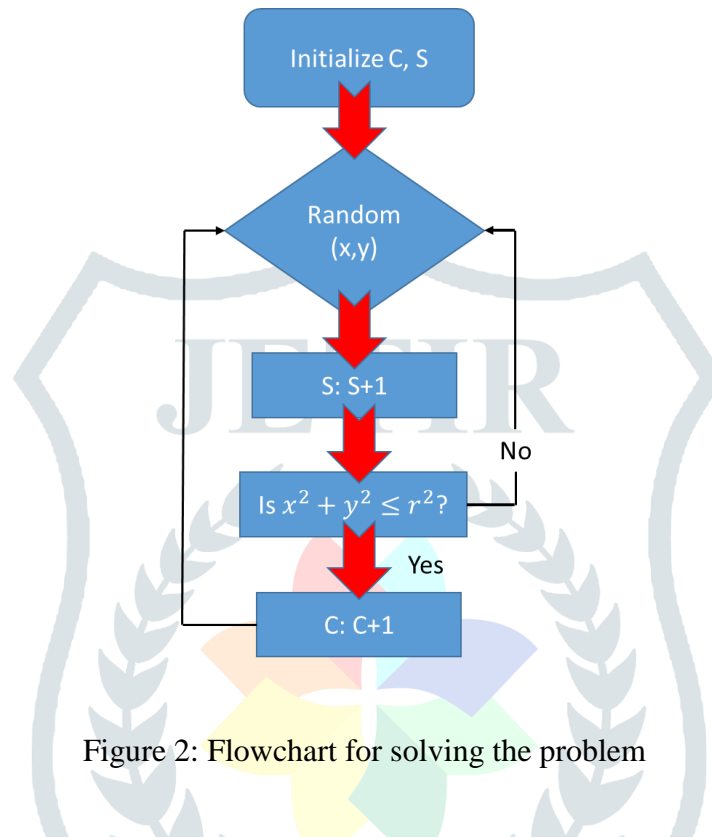 Initialize C, S
Random
(x,y)
JETIR
S: S+1
No
Is x² + y² ≤ r²?
Yes
C: C+1
Figure 2: Flowchart for solving the problem